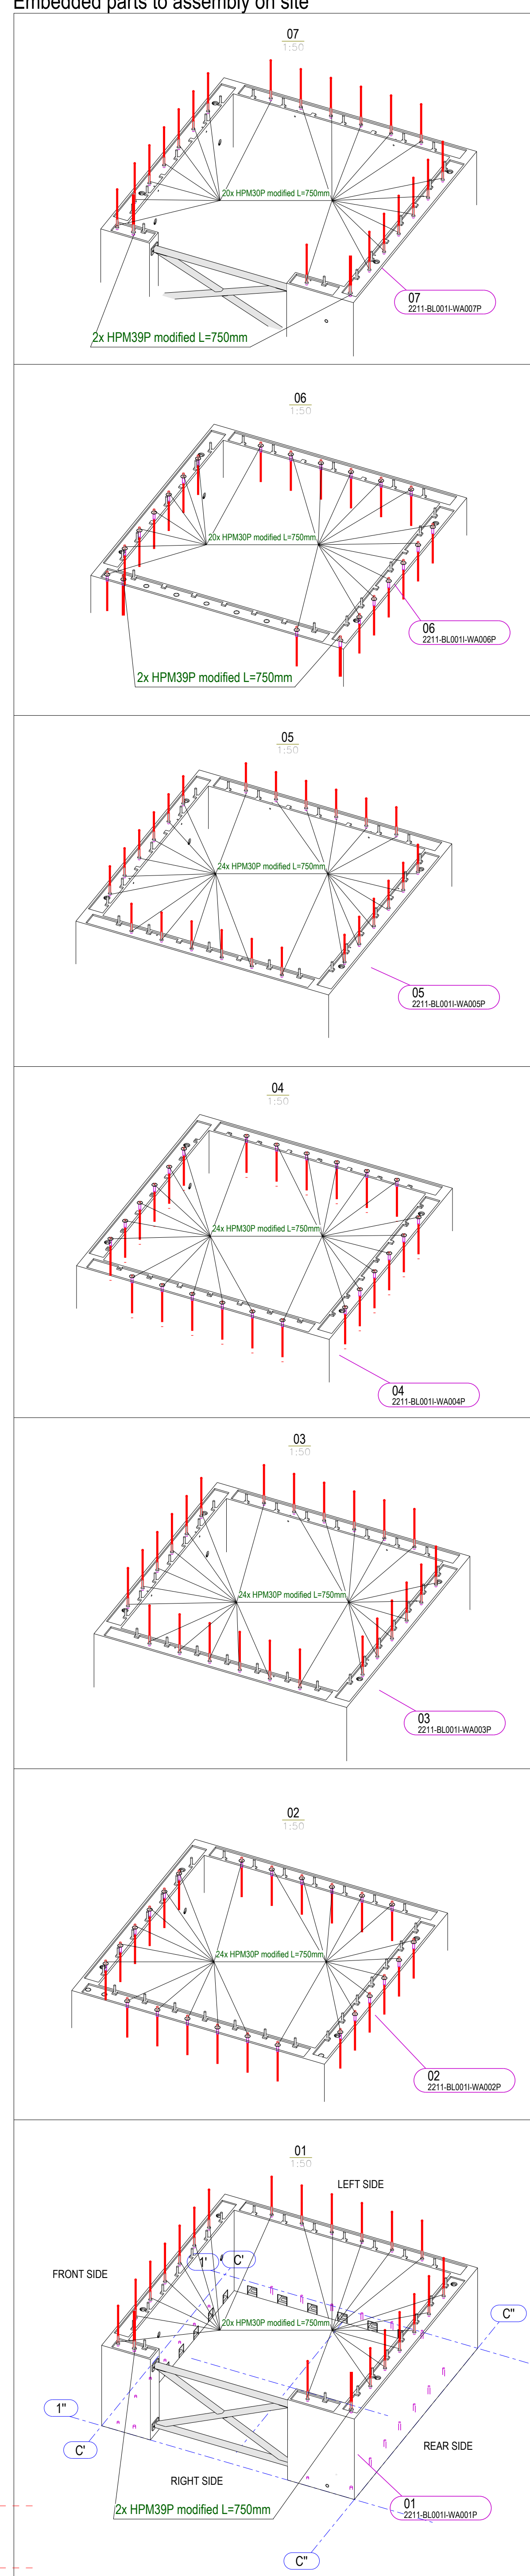 Embedded parts to assembly on site
07
1:50
20x HPM30P modified L=750mm
07
2211-BL001I-WA007P
2x HPM39P modified L=750mm
06
1:50
20x HPM30P modified L=750mm
06
2211-BL001I-WA006P
2x HPM39P modified L=750mm
05
1:50
24x HPM30P modified L=750mm
05
2211-BL001I-WA005P
04
1:50
24x HPM30P modified L=750mm
04
2211-BL001I-WA004P
03
1:50
24x HPM30P modified L=750mm
03
2211-BL001I-WA003P
02
1:50
24x HPM30P modified L=750mm
02
2211-BL001I-WA002P
01
1:50
LEFT SIDE
FRONT SIDE
1'
C'
C"
20x HPM30P modified L=750mm
1"
C'
REAR SIDE
RIGHT SIDE
01
2211-BL001I-WA001P
2x HPM39P modified L=750mm
C"